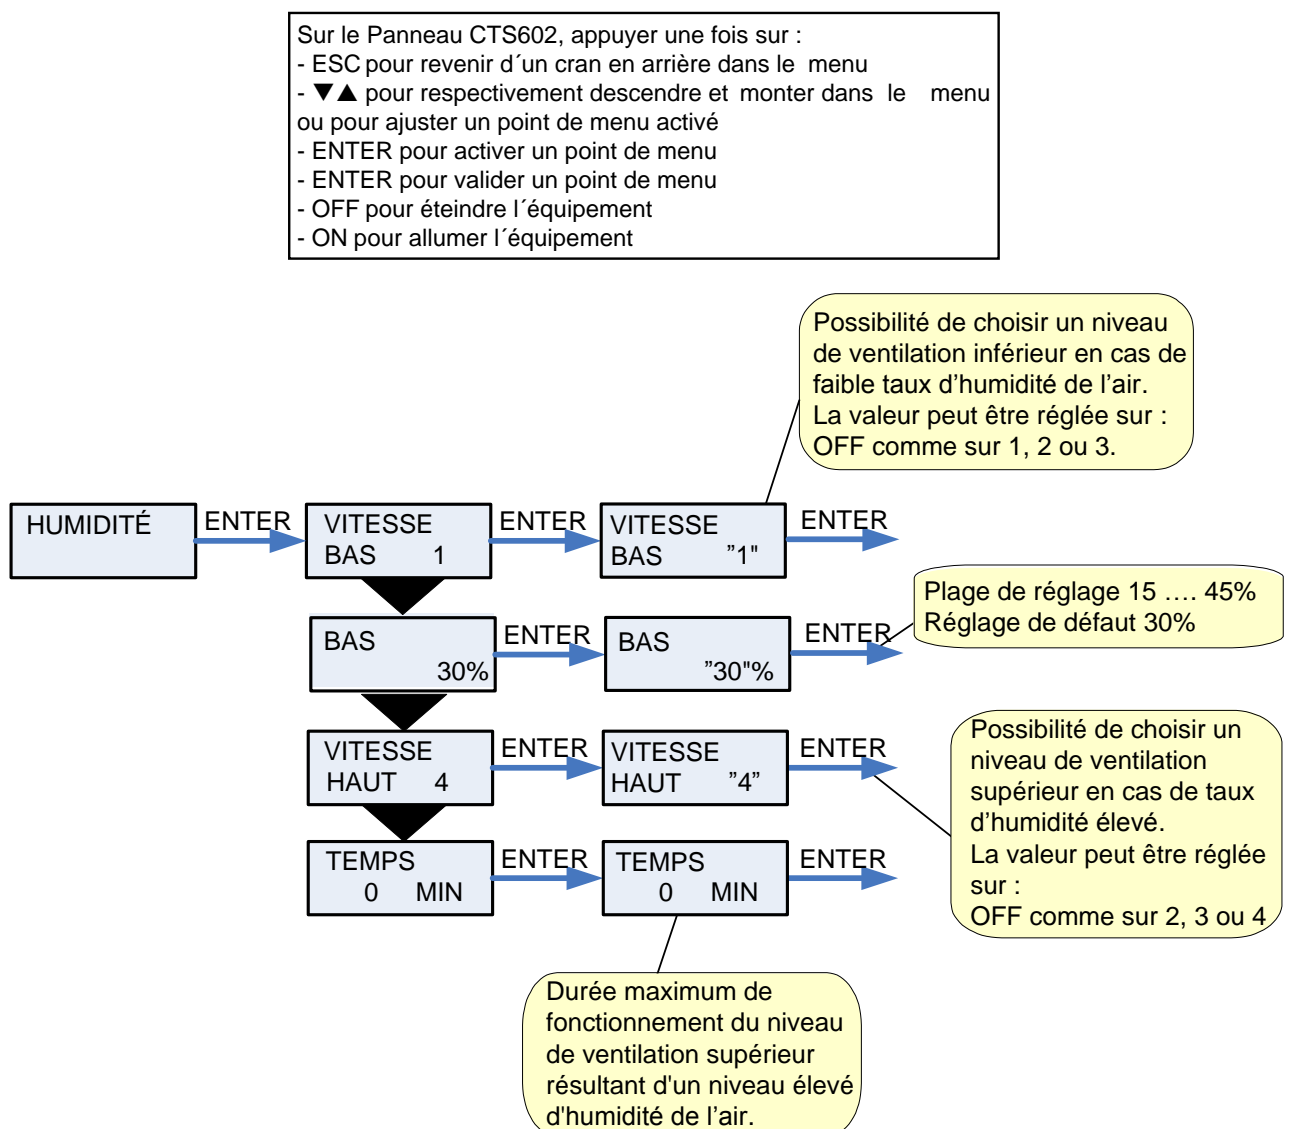 Sur le Panneau CTS602, appuyer une fois sur :
- ESC pour revenir d´un cran en arrière dans le menu
- ▼▲ pour respectivement descendre et monter dans le menu
ou pour ajuster un point de menu activé
- ENTER pour activer un point de menu
- ENTER pour valider un point de menu
- OFF pour éteindre l´équipement
- ON pour allumer l´équipement
Possibilité de choisir un niveau
de ventilation inférieur en cas de
faible taux d’humidité de l’air.
La valeur peut être réglée sur :
OFF comme sur 1, 2 ou 3.
HUMIDITÉ
ENTER
VITESSE
BAS 1
ENTER
VITESSE
BAS ”1"
ENTER
Plage de réglage 15 …. 45%
Réglage de défaut 30%
BAS
30%
ENTER
BAS
”30"%
ENTER
Possibilité de choisir un
niveau de ventilation
supérieur en cas de taux
d’humidité élevé.
La valeur peut être réglée
sur :
OFF comme sur 2, 3 ou 4
VITESSE
HAUT 4
ENTER
VITESSE
HAUT ”4”
ENTER
TEMPS
0 MIN
ENTER
TEMPS
0 MIN
ENTER
Durée maximum de
fonctionnement du niveau
de ventilation supérieur
résultant d'un niveau élevé
d'humidité de l’air.